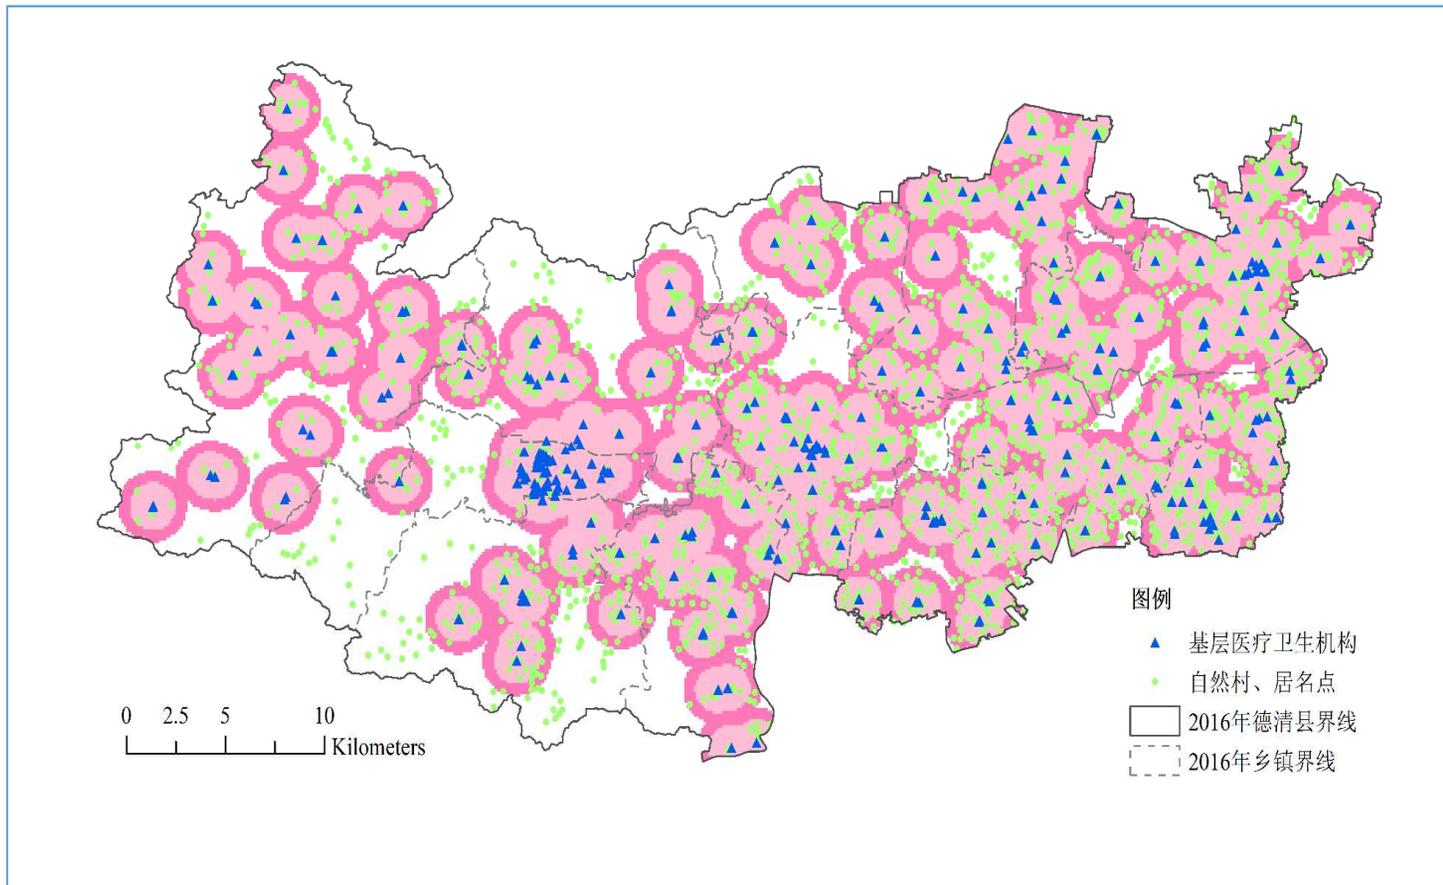 图例
基层医疗卫生机构
自然村、居名点
2016年德清县界线
2016年乡镇界线
0 2.5 5 10
Kilometers